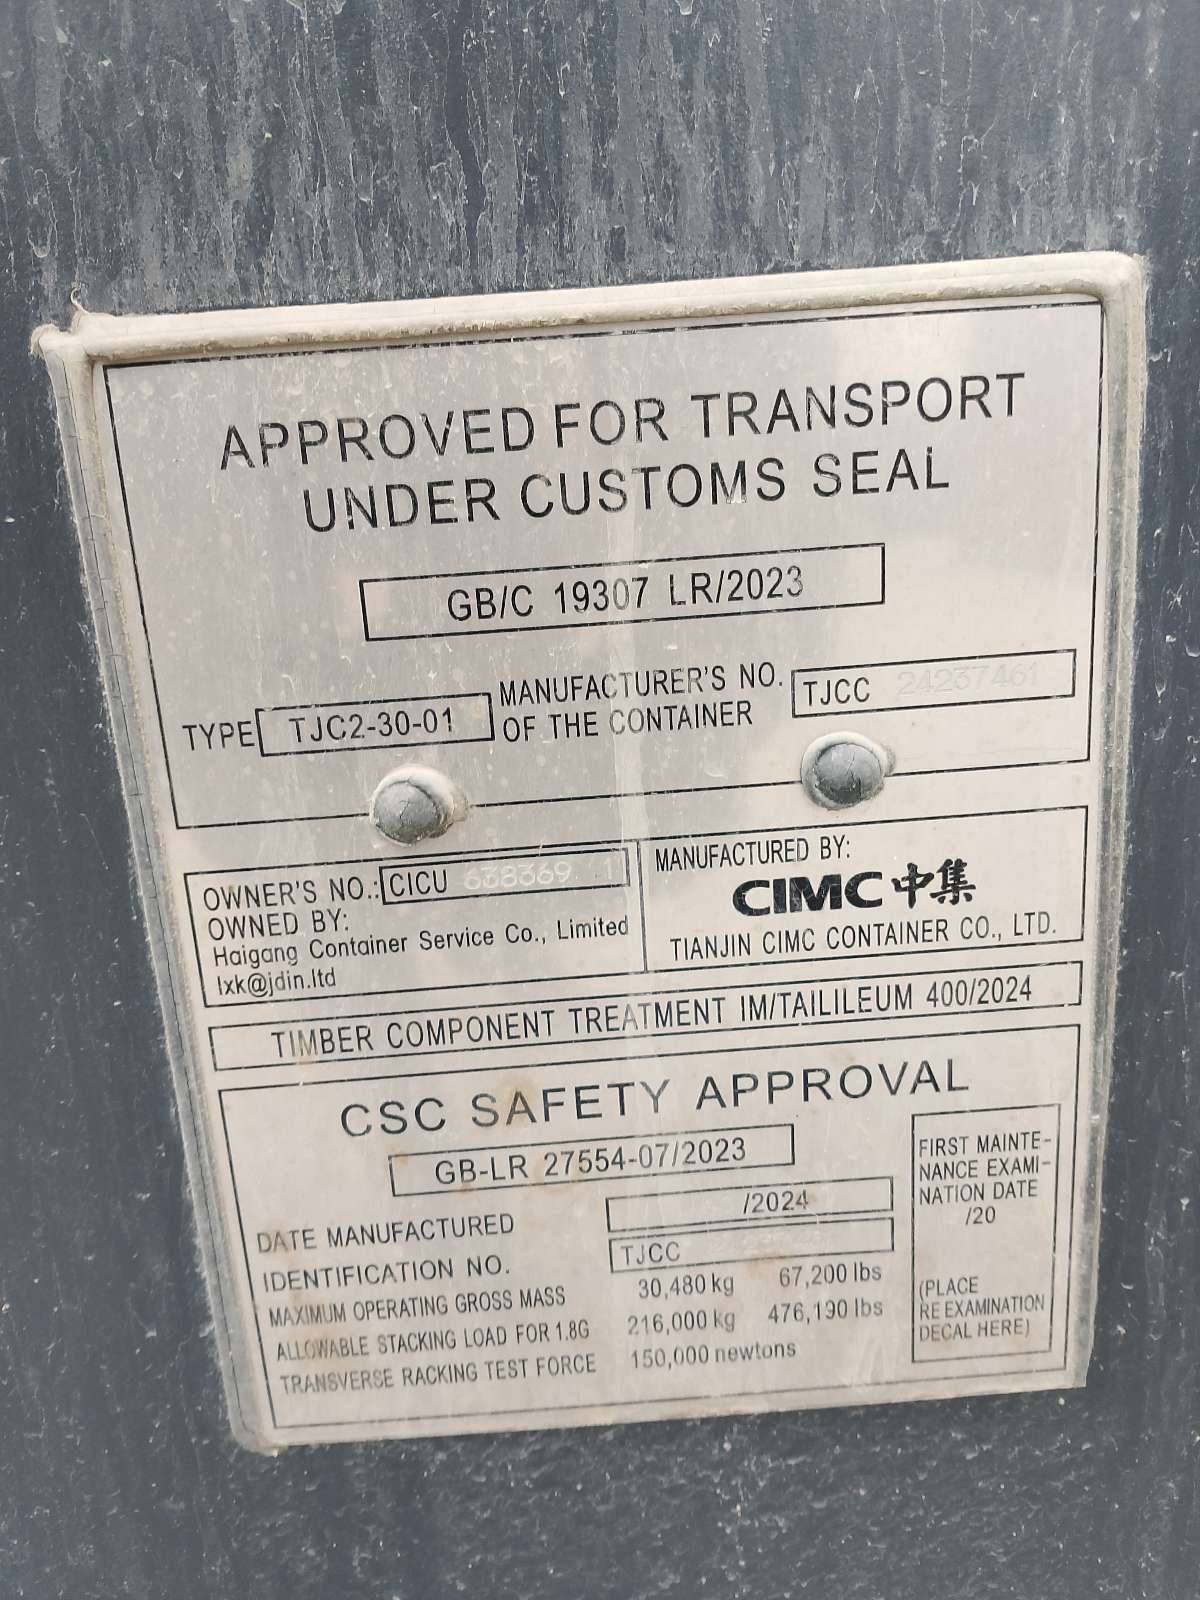 APPROVED FOR TRANSPORT
UNDER CUSTOMS SEAL
GB/C 19307 LR/2023
TYPE TJC2-30-01
MANUFACTURER'S NO.
OF THE CONTAINER
TJCC 24237461
OWNER'S NO.: CICU 638369 1
OWNED BY:
Haigang Container Service Co., Limited
lxk@jdin.ltd
MANUFACTURED BY:
CIMC 中集
TIANJIN CIMC CONTAINER CO., LTD.
TIMBER COMPONENT TREATMENT IM/TAILILEUM 400/2024
CSC SAFETY APPROVAL
GB-LR 27554-07/2023
DATE MANUFACTURED /2024
IDENTIFICATION NO. TJCC
MAXIMUM OPERATING GROSS MASS 30,480 kg 67,200 lbs
ALLOWABLE STACKING LOAD FOR 1.8G 216,000 kg 476,190 lbs
TRANSVERSE RACKING TEST FORCE 150,000 newtons
FIRST MAINTE-
NANCE EXAMI-
NATION DATE
/20
(PLACE
RE EXAMINATION
DECAL HERE)